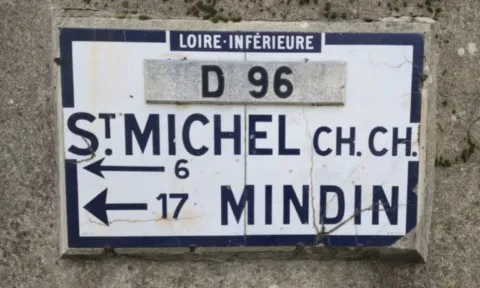 LOIRE-INFÉRIEURE
D 96
ST. MICHEL CH. CH.
6
17 MINDIN